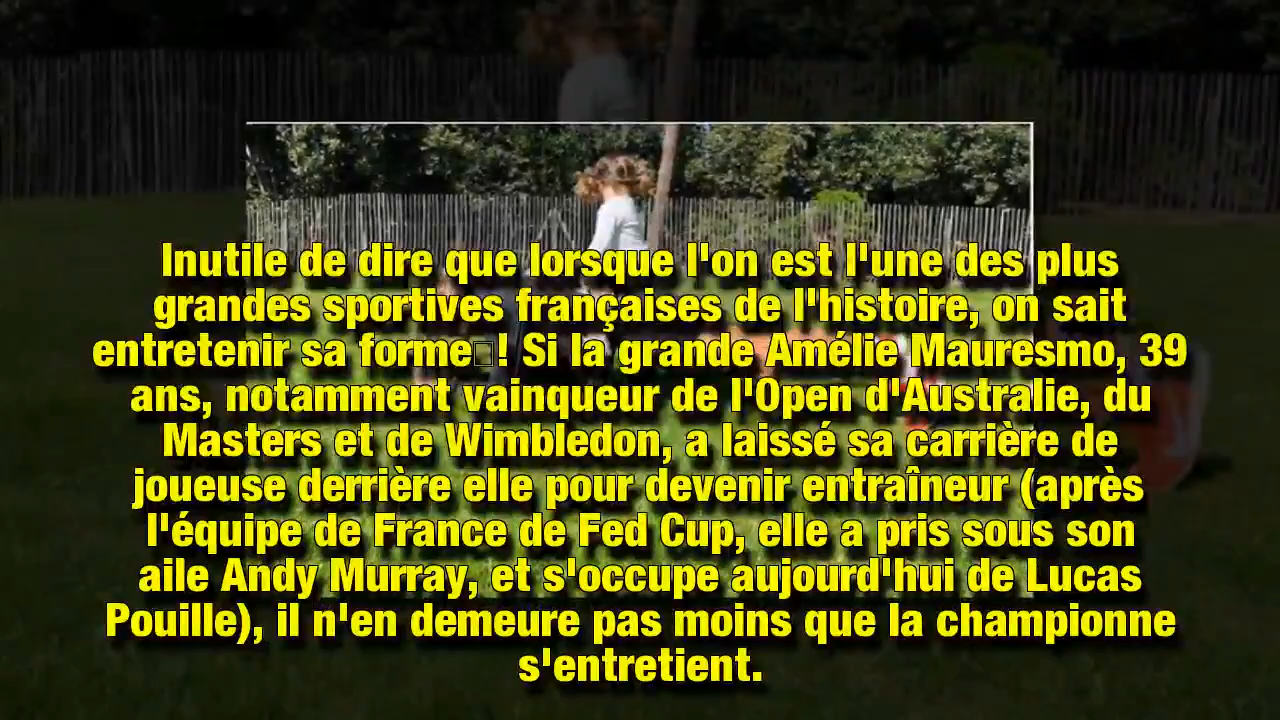 Inutile de dire que lorsque l'on est l'une des plus
grandes sportives françaises de l'histoire, on sait
entretenir sa forme□! Si la grande Amélie Mauresmo, 39
ans, notamment vainqueur de l'Open d'Australie, du
Masters et de Wimbledon, a laissé sa carrière de
joueuse derrière elle pour devenir entraîneur (après
l'équipe de France de Fed Cup, elle a pris sous son
aile Andy Murray, et s'occupe aujourd'hui de Lucas
Pouille), il n'en demeure pas moins que la championne
s'entretient.